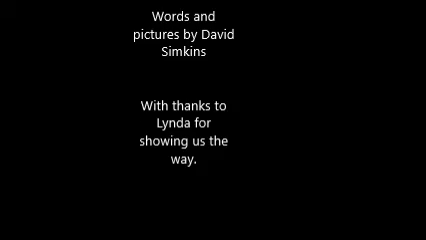 Words and
pictures by David
Simkins
With thanks to
Lynda for
showing us the
way.